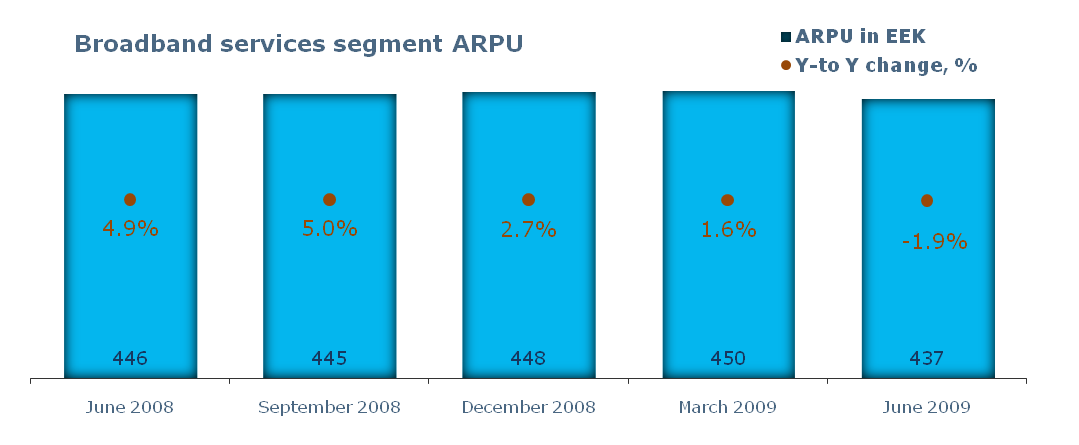 Broadband services segment ARPU
ARPU in EEK
Y-to Y change, %
4.9% 5.0% 2.7% 1.6% -1.9%
446 445 448 450 437
June 2008 September 2008 December 2008 March 2009 June 2009